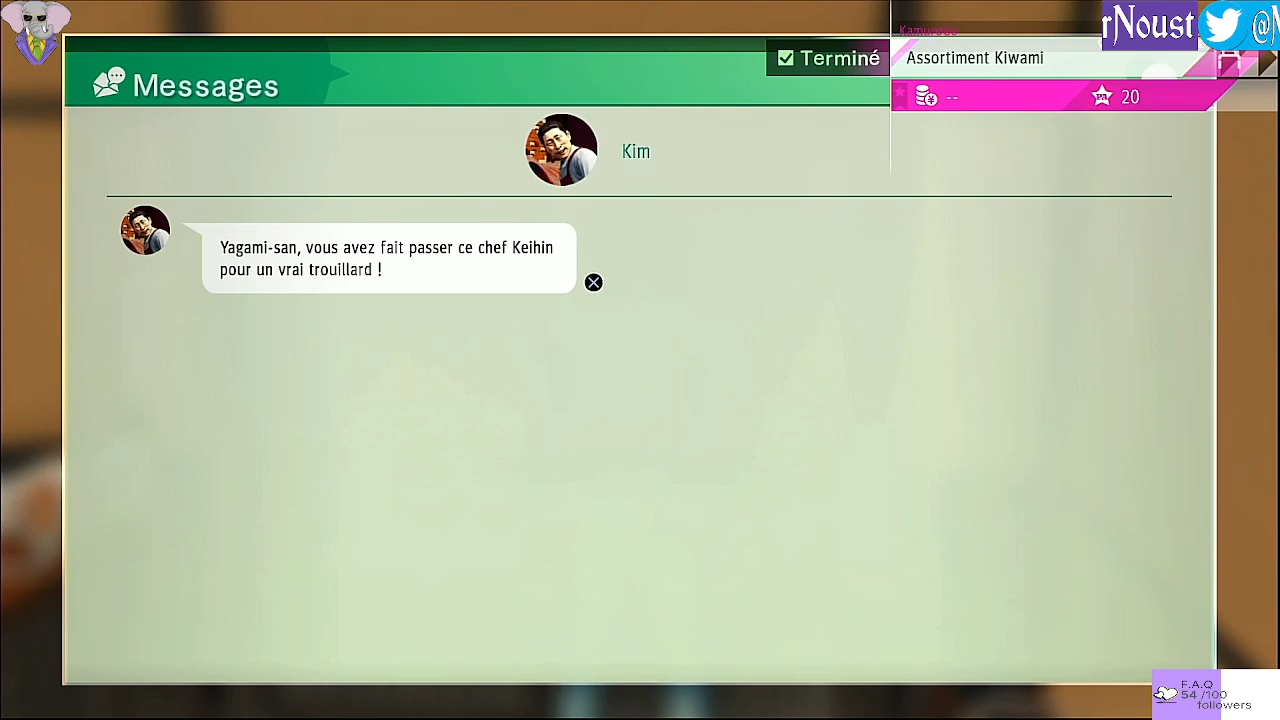 rNoust
@
Kamurocho
Assortiment Kiwami
Terminé
Messages
-- 20
Kim
Yagami-san, vous avez fait passer ce chef Keihin
pour un vrai trouillard !
F.A.Q
54 /100
followers